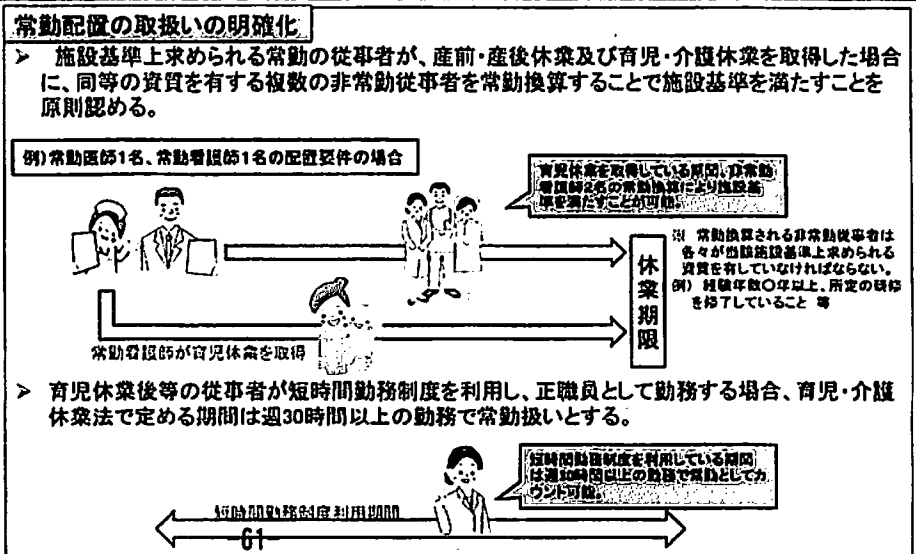 常勤配置の取扱いの明確化
➢ 施設基準上求められる常勤の従事者が、産前・産後休業及び育児・介護休業を取得した場合
に、同等の資質を有する複数の非常勤従事者を常勤換算することで施設基準を満たすことを
原則認める。
例)常勤医師1名、常勤看護師1名の配置要件の場合
育児休業を取得している期間、非常勤
看護師2名の常勤換算により施設基
準を満たすことが可能。
※ 常勤換算される非常勤従事者は
各々が当該施設基準上求められる
資質を有していなければならない。
例) 経験年数〇年以上、所定の研修
を修了していること 等
休業期限
常勤看護師が育児休業を取得
➢ 育児休業後等の従事者が短時間勤務制度を利用し、正職員として勤務する場合、育児・介護
休業法で定める期間は週30時間以上の勤務で常勤扱いとする。
短時間勤務制度を利用している期間
は週30時間以上の勤務で常勤としてカ
ウント可能。
短時間勤務制度利用期間
-61-